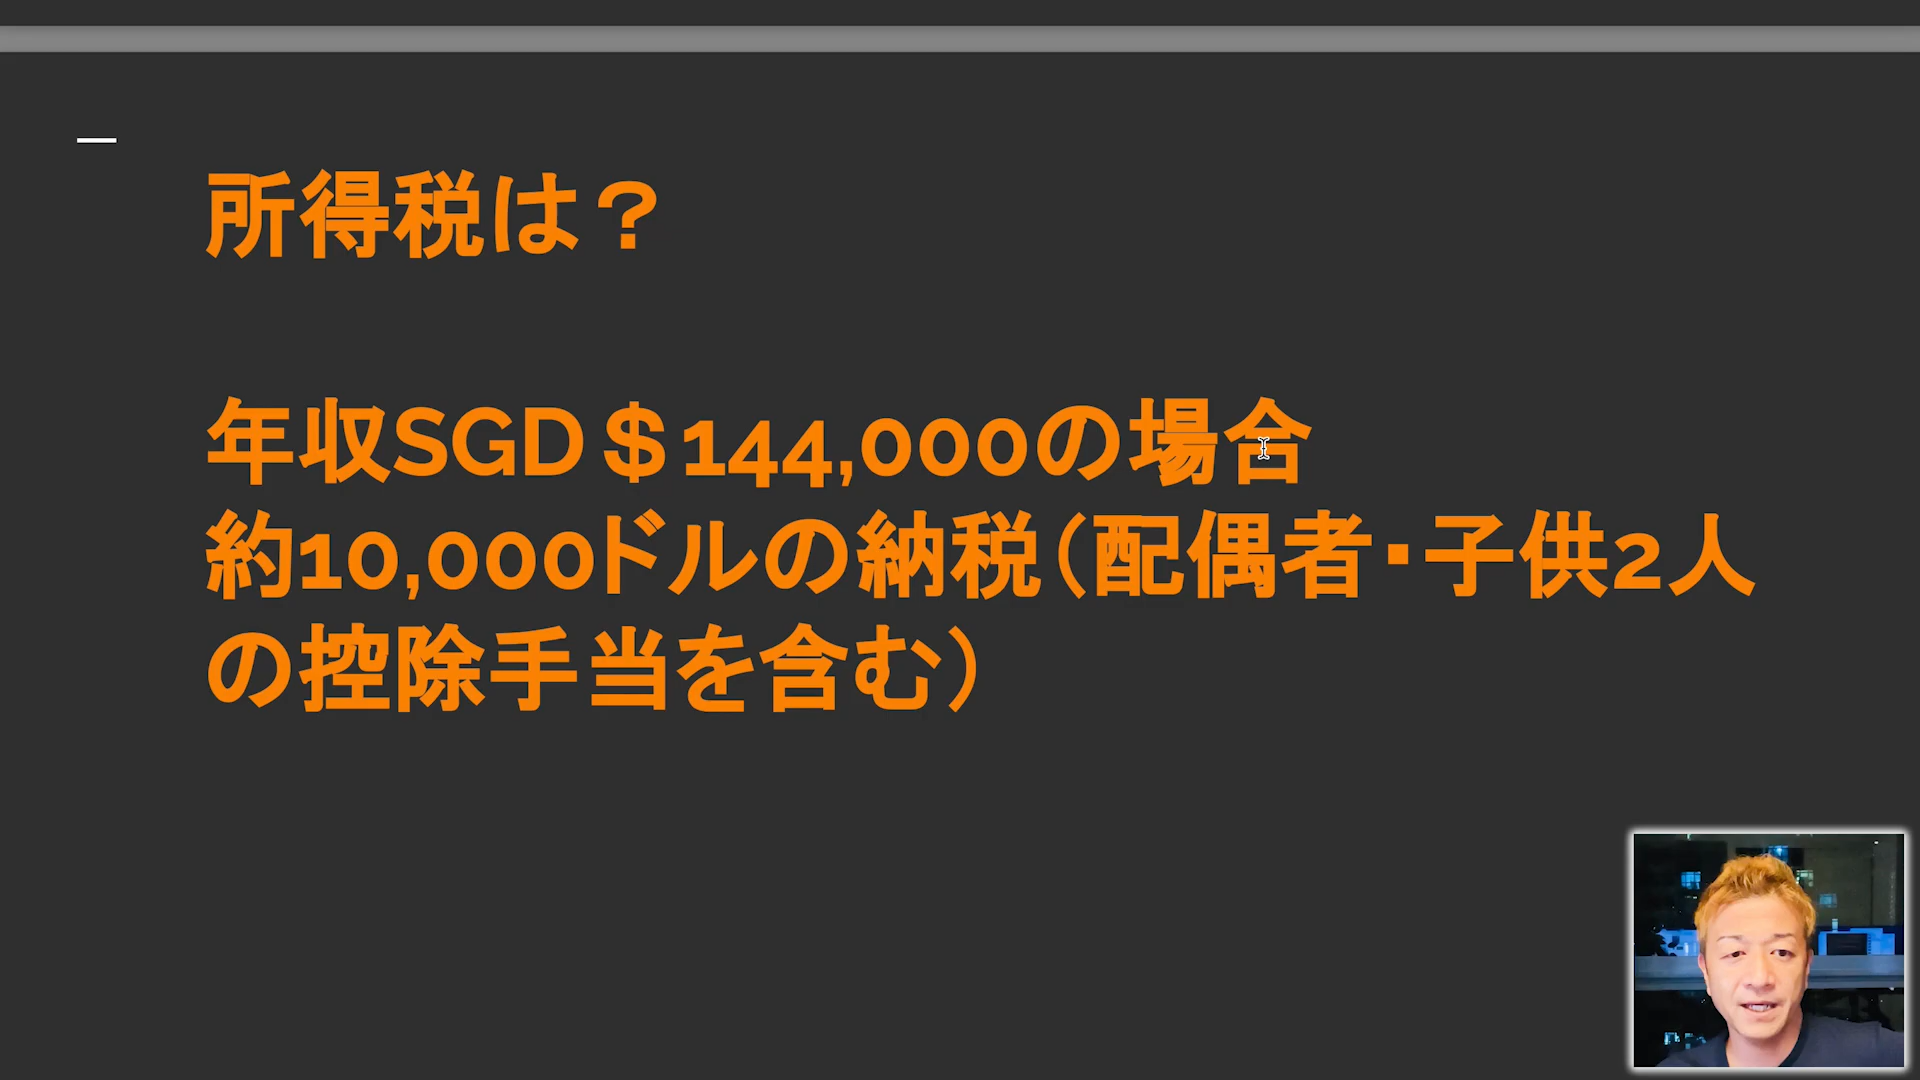 所得税は？
年収SGD＄144,000の場合
約10,000ドルの納税（配偶者・子供2人
の控除手当を含む）